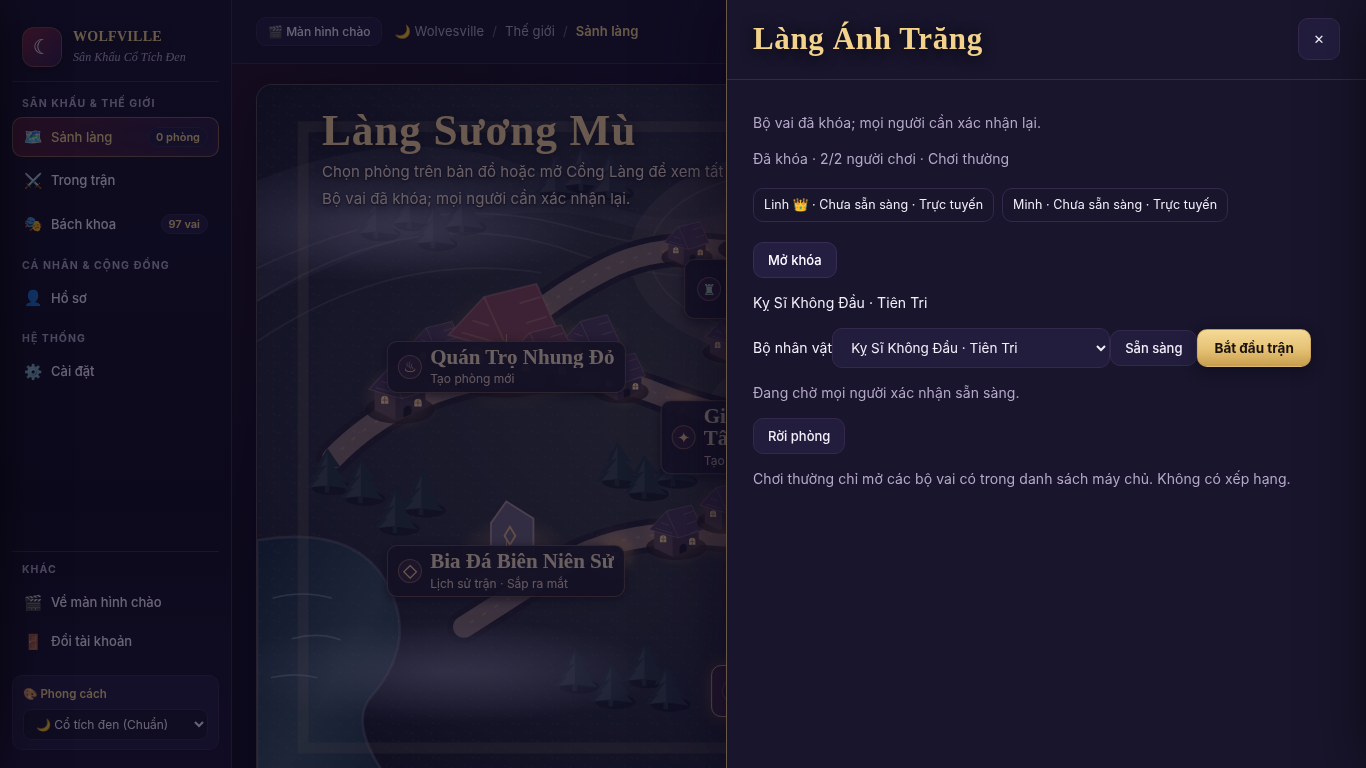 WOLFVILLE
Sân Khấu Cổ Tích Đen
SÂN KHẤU & THẾ GIỚI
Sảnh làng
0 phòng
Trong trận
Bách khoa
97 vai
CÁ NHÂN & CỘNG ĐỒNG
Hồ sơ
HỆ THỐNG
Cài đặt
KHÁC
Về màn hình chào
Đổi tài khoản
Phong cách
Cổ tích đen (Chuẩn)
Màn hình chào
Wolvesville / Thế giới / Sảnh làng
Làng Sương Mù
Chọn phòng trên bản đồ hoặc mở Cổng Làng để xem tất
Bộ vai đã khóa; mọi người cần xác nhận lại.
Quán Trọ Nhung Đỏ
Tạo phòng mới
Bia Đá Biên Niên Sử
Lịch sử trận · Sắp ra mắt
Làng Ánh Trăng
×
Bộ vai đã khóa; mọi người cần xác nhận lại.
Đã khóa · 2/2 người chơi · Chơi thường
Linh 👑 · Chưa sẵn sàng · Trực tuyến
Minh · Chưa sẵn sàng · Trực tuyến
Mở khóa
Kỵ Sĩ Không Đầu · Tiên Tri
Bộ nhân vật
Kỵ Sĩ Không Đầu · Tiên Tri
Sẵn sàng
Bắt đầu trận
Đang chờ mọi người xác nhận sẵn sàng.
Rời phòng
Chơi thường chỉ mở các bộ vai có trong danh sách máy chủ. Không có xếp hạng.